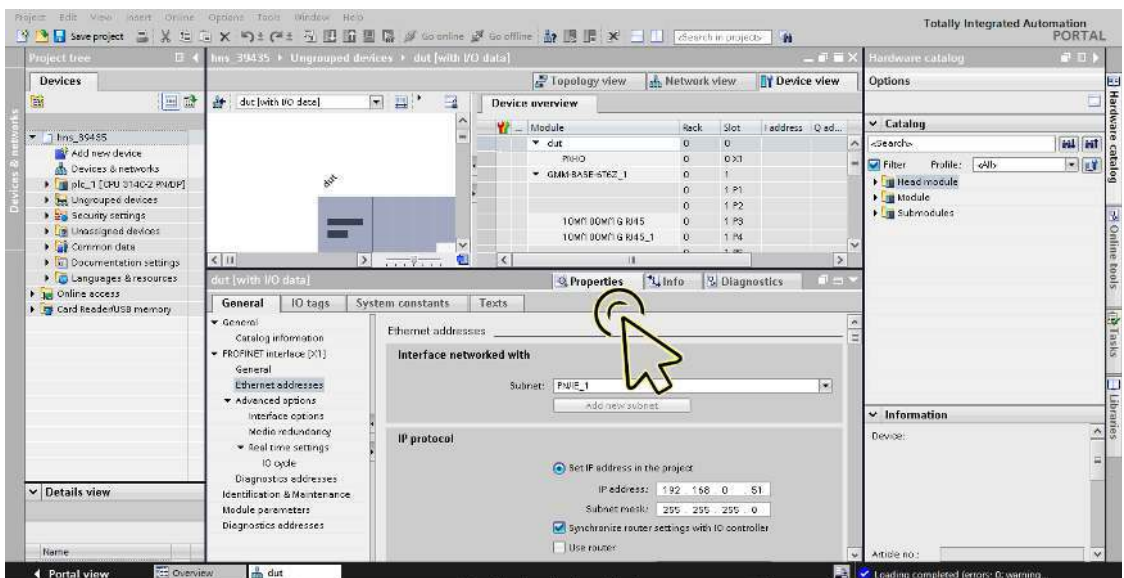 Project Edit View Insert Online Options Tools Window Help
Totally Integrated Automation
PORTAL
Save project
Go online
Go offline
<Search in project>
Project tree
hns_39435 Ungrouped devices dut [with I/O data]
Hardware catalog
Devices
Topology view
Network view
Device view
Options
dut [with I/O data]
Device overview
Module Rack Slot I address Q ad...
dut 0 0
PN-IO 0 0 X1
0 1
0 1 P1
0 1 P2
0 1 P3
0 1 P4
hns_39435
Add new device
Devices & networks
plc_1 [CPU 314C-2 PN/DP]
Ungrouped devices
Security settings
Unassigned devices
Common data
Documentation settings
Languages & resources
Online access
Card Reader/USB memory
dut
Catalog
<Search>
Filter Profile: <All>
Head module
Module
Submodules
Devices & networks
Hardware catalog
Online tools
Tasks
Libraries
dut [with I/O data]
Properties
Info
Diagnostics
General IO tags System constants Texts
General
Catalog information
PROFINET interface [X1]
General
Ethernet addresses
Advanced options
Interface options
Media redundancy
Real time settings
IO cycle
Diagnostics addresses
Identification & Maintenance
Module parameters
Diagnostics addresses
Ethernet addresses
Interface networked with
Subnet: PN/IE_1
Add new subnet
IP protocol
Set IP address in the project
IP address: 192 . 168 . 0 . 51
Subnet mask: 255 . 255 . 255 . 0
Synchronize router settings with IO controller
Use router
Information
Device:
Article no.:
Details view
Name
Portal view
Overview
dut
Loading completed (errors: 0; warning